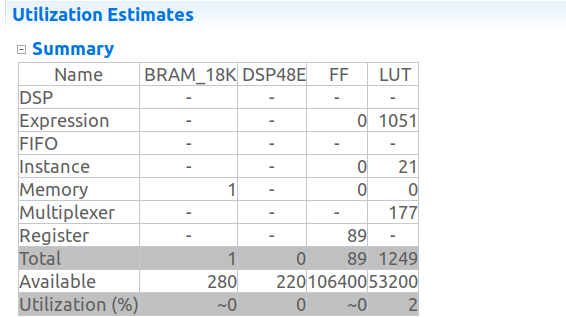 Utilization Estimates
Summary
Name BRAM_18K DSP48E FF LUT
DSP - - - -
Expression - - 0 1051
FIFO - - - -
Instance - - 0 21
Memory 1 - 0 0
Multiplexer - - - 177
Register - - 89 -
Total 1 0 89 1249
Available 280 220 106400 53200
Utilization (%) ~0 0 ~0 2